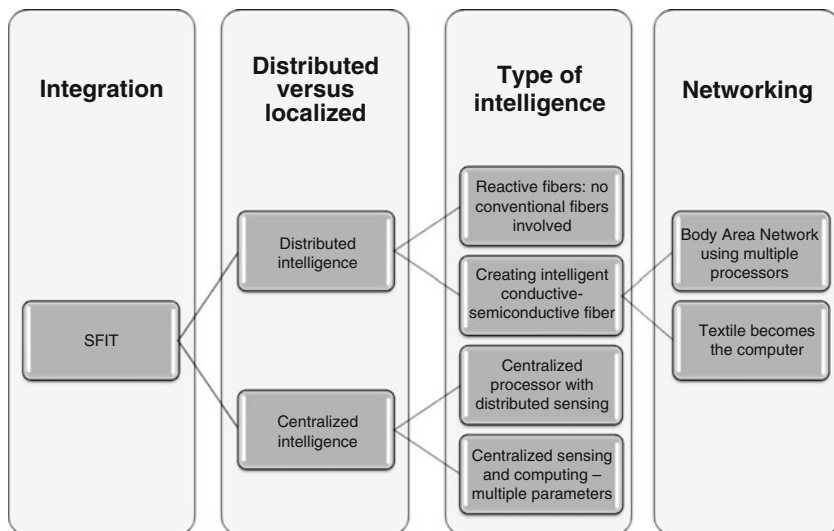 Integration
SFIT
Distributed
versus
localized
Distributed
intelligence
Centralized
intelligence
Type of
intelligence
Reactive fibers: no
conventional fibers
involved
Creating intelligent
conductive-
semiconductive fiber
Centralized
processor with
distributed sensing
Centralized sensing
and computing –
multiple parameters
Networking
Body Area Network
using multiple
processors
Textile becomes
the computer